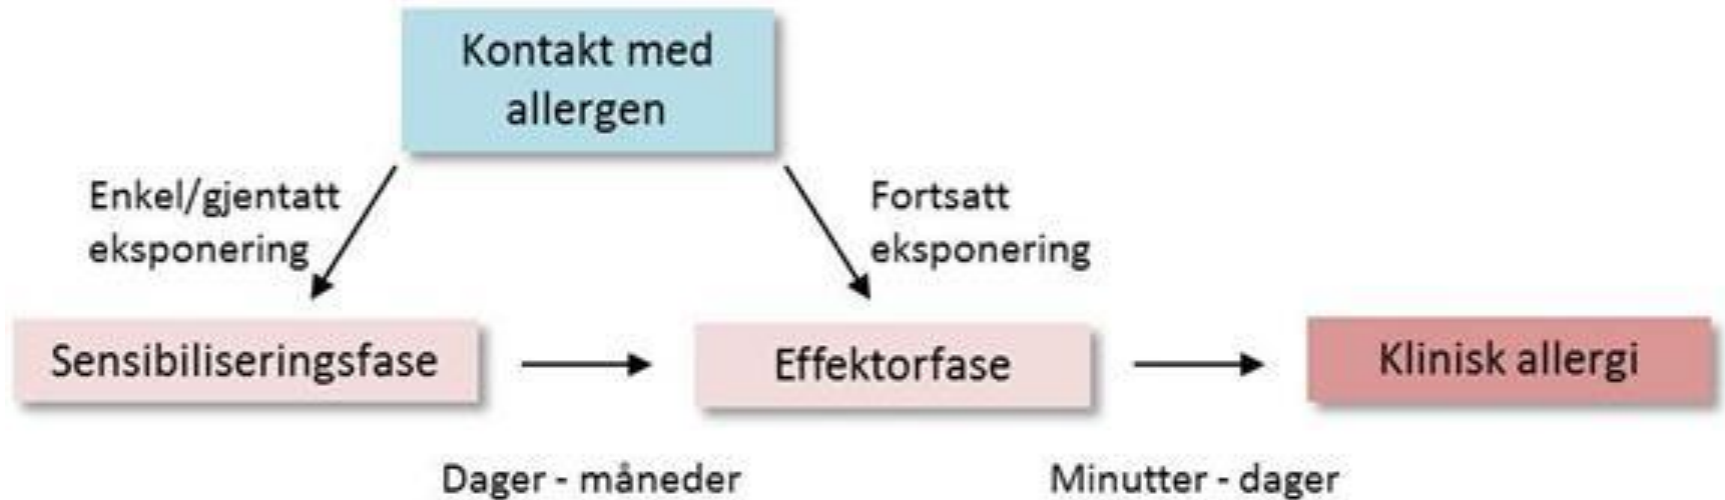 Kontakt med
allergen
Enkel/gjentatt
eksponering
Fortsatt
eksponering
Sensibiliseringsfase
Effektorfase
Klinisk allergi
Dager - måneder
Minutter - dager